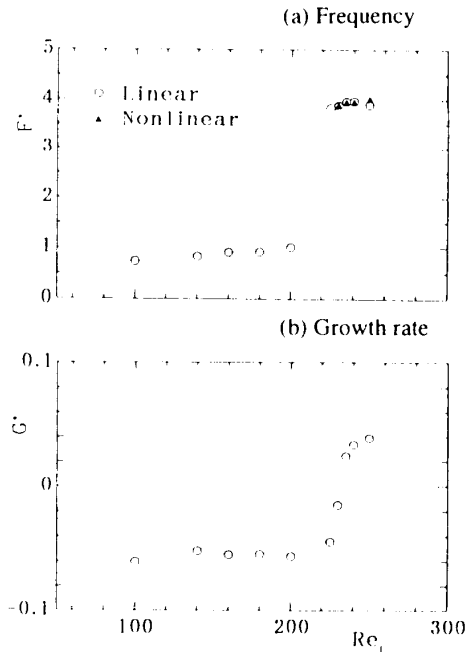 (a) Frequency
5
4
3
2
1
0
F*
○ Linear
▲ Nonlinear
(b) Growth rate
0.1
0
-0.1
G*
100
200
300
Re